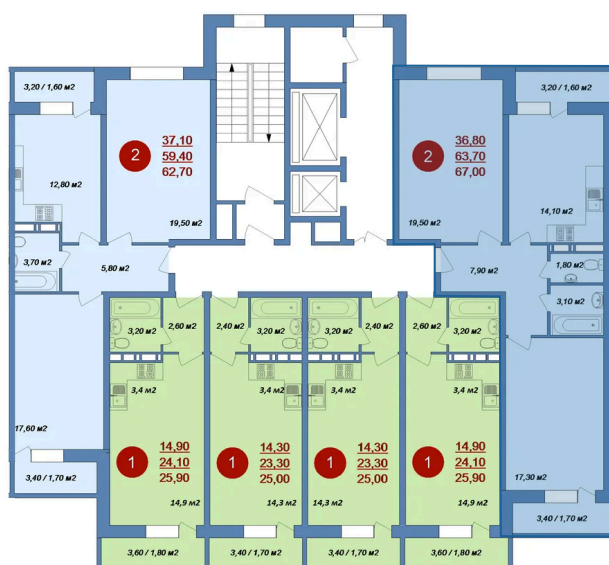 3,20 / 1,60 м2
37,10
59,40
62,70
2
12,80 м2
19,50 м2
3,70 м2
5,80 м2
17,60 м2
3,40 / 1,70 м2
36,80
63,70
67,00
2
3,20 / 1,60 м2
19,50 м2
14,10 м2
7,90 м2
1,80 м2
3,10 м2
17,30 м2
3,40 / 1,70 м2
3,20 м2
2,60 м2
3,4 м2
1
14,90
24,10
25,90
14,9 м2
3,60 / 1,80 м2
2,40 м2
3,20 м2
3,4 м2
1
14,30
23,30
25,00
14,3 м2
3,40 / 1,70 м2
3,20 м2
2,40 м2
3,4 м2
1
14,30
23,30
25,00
14,3 м2
3,40 / 1,70 м2
2,60 м2
3,20 м2
3,4 м2
1
14,90
24,10
25,90
14,9 м2
3,60 / 1,80 м2